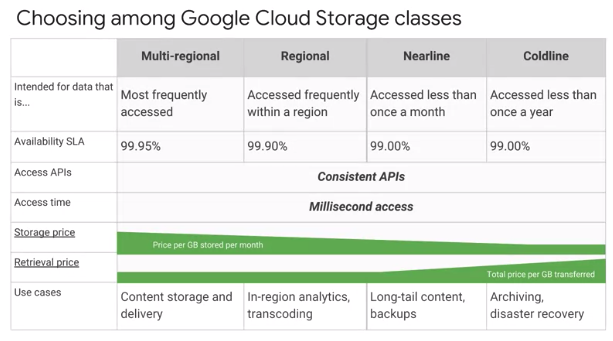 Choosing among Google Cloud Storage classes
Multi-regional Regional Nearline Coldline
Intended for data that
is...
Most frequently
accessed
Accessed frequently
within a region
Accessed less than
once a month
Accessed less than
once a year
Availability SLA 99.95% 99.90% 99.00% 99.00%
Access APIs Consistent APIs
Access time Millisecond access
Storage price Price per GB stored per month
Retrieval price Total price per GB transferred
Use cases
Content storage and
delivery
In-region analytics,
transcoding
Long-tail content,
backups
Archiving,
disaster recovery